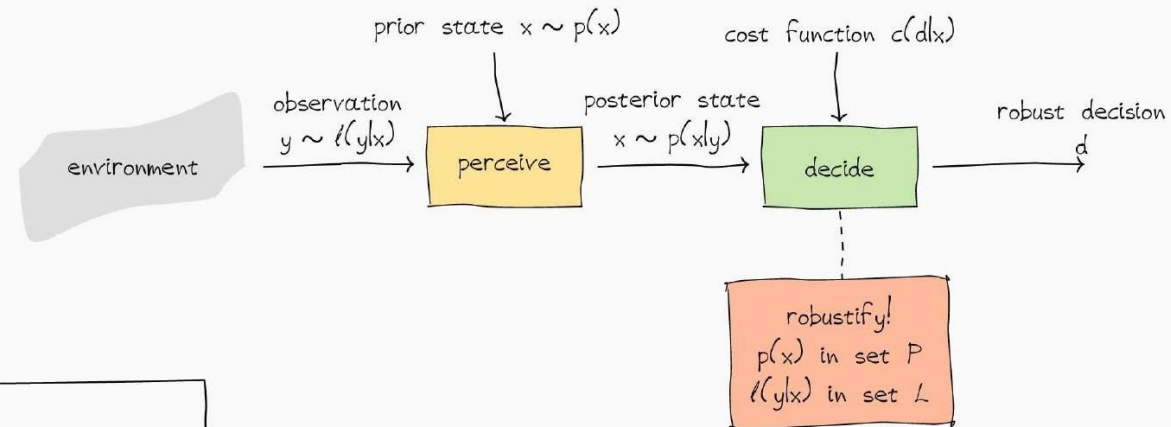 prior state x ~ p(x)
cost function c(d|x)
observation
y ~ ℓ(y|x)
posterior state
x ~ p(x|y)
robust decision
d
environment
perceive
decide
robustify!
p(x) in set P
ℓ(y|x) in set L